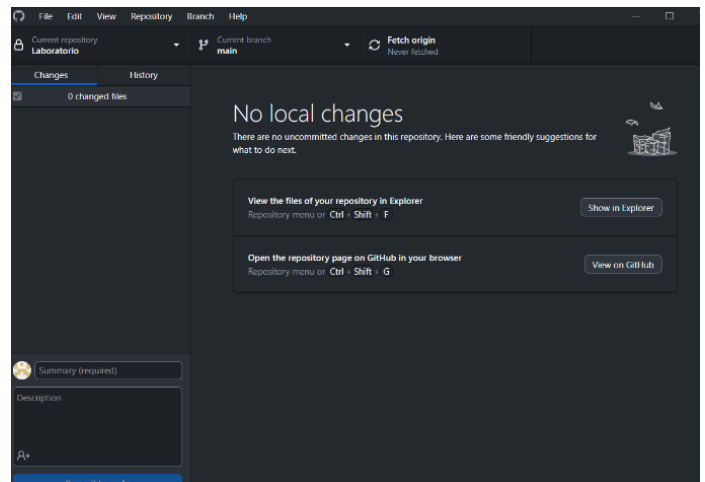 File Edit View Repository Branch Help
Current repository
Laboratorio
Current branch
main
Fetch origin
Never fetched
Changes History
0 changed files
No local changes
There are no uncommitted changes in this repository. Here are some friendly suggestions for
what to do next.
View the files of your repository in Explorer
Repository menu or Ctrl + Shift + F
Show in Explorer
Open the repository page on GitHub in your browser
Repository menu or Ctrl + Shift + G
View on GitHub
Summary (required)
Description